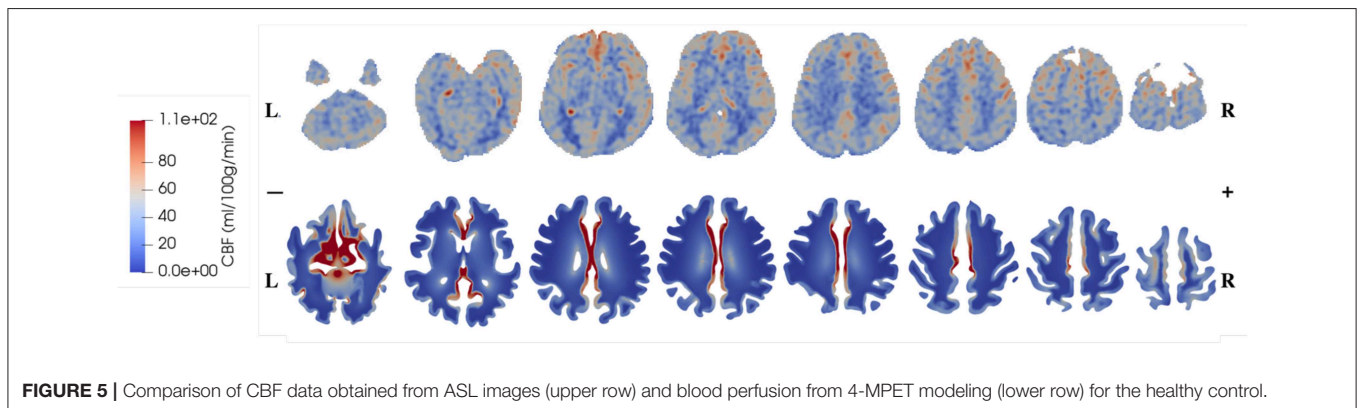 1.1e+02
80
60
40
20
0.0e+00
CBF (ml/100g/min)
L
R
−
+
L
R
FIGURE 5 | Comparison of CBF data obtained from ASL images (upper row) and blood perfusion from 4-MPET modeling (lower row) for the healthy control.